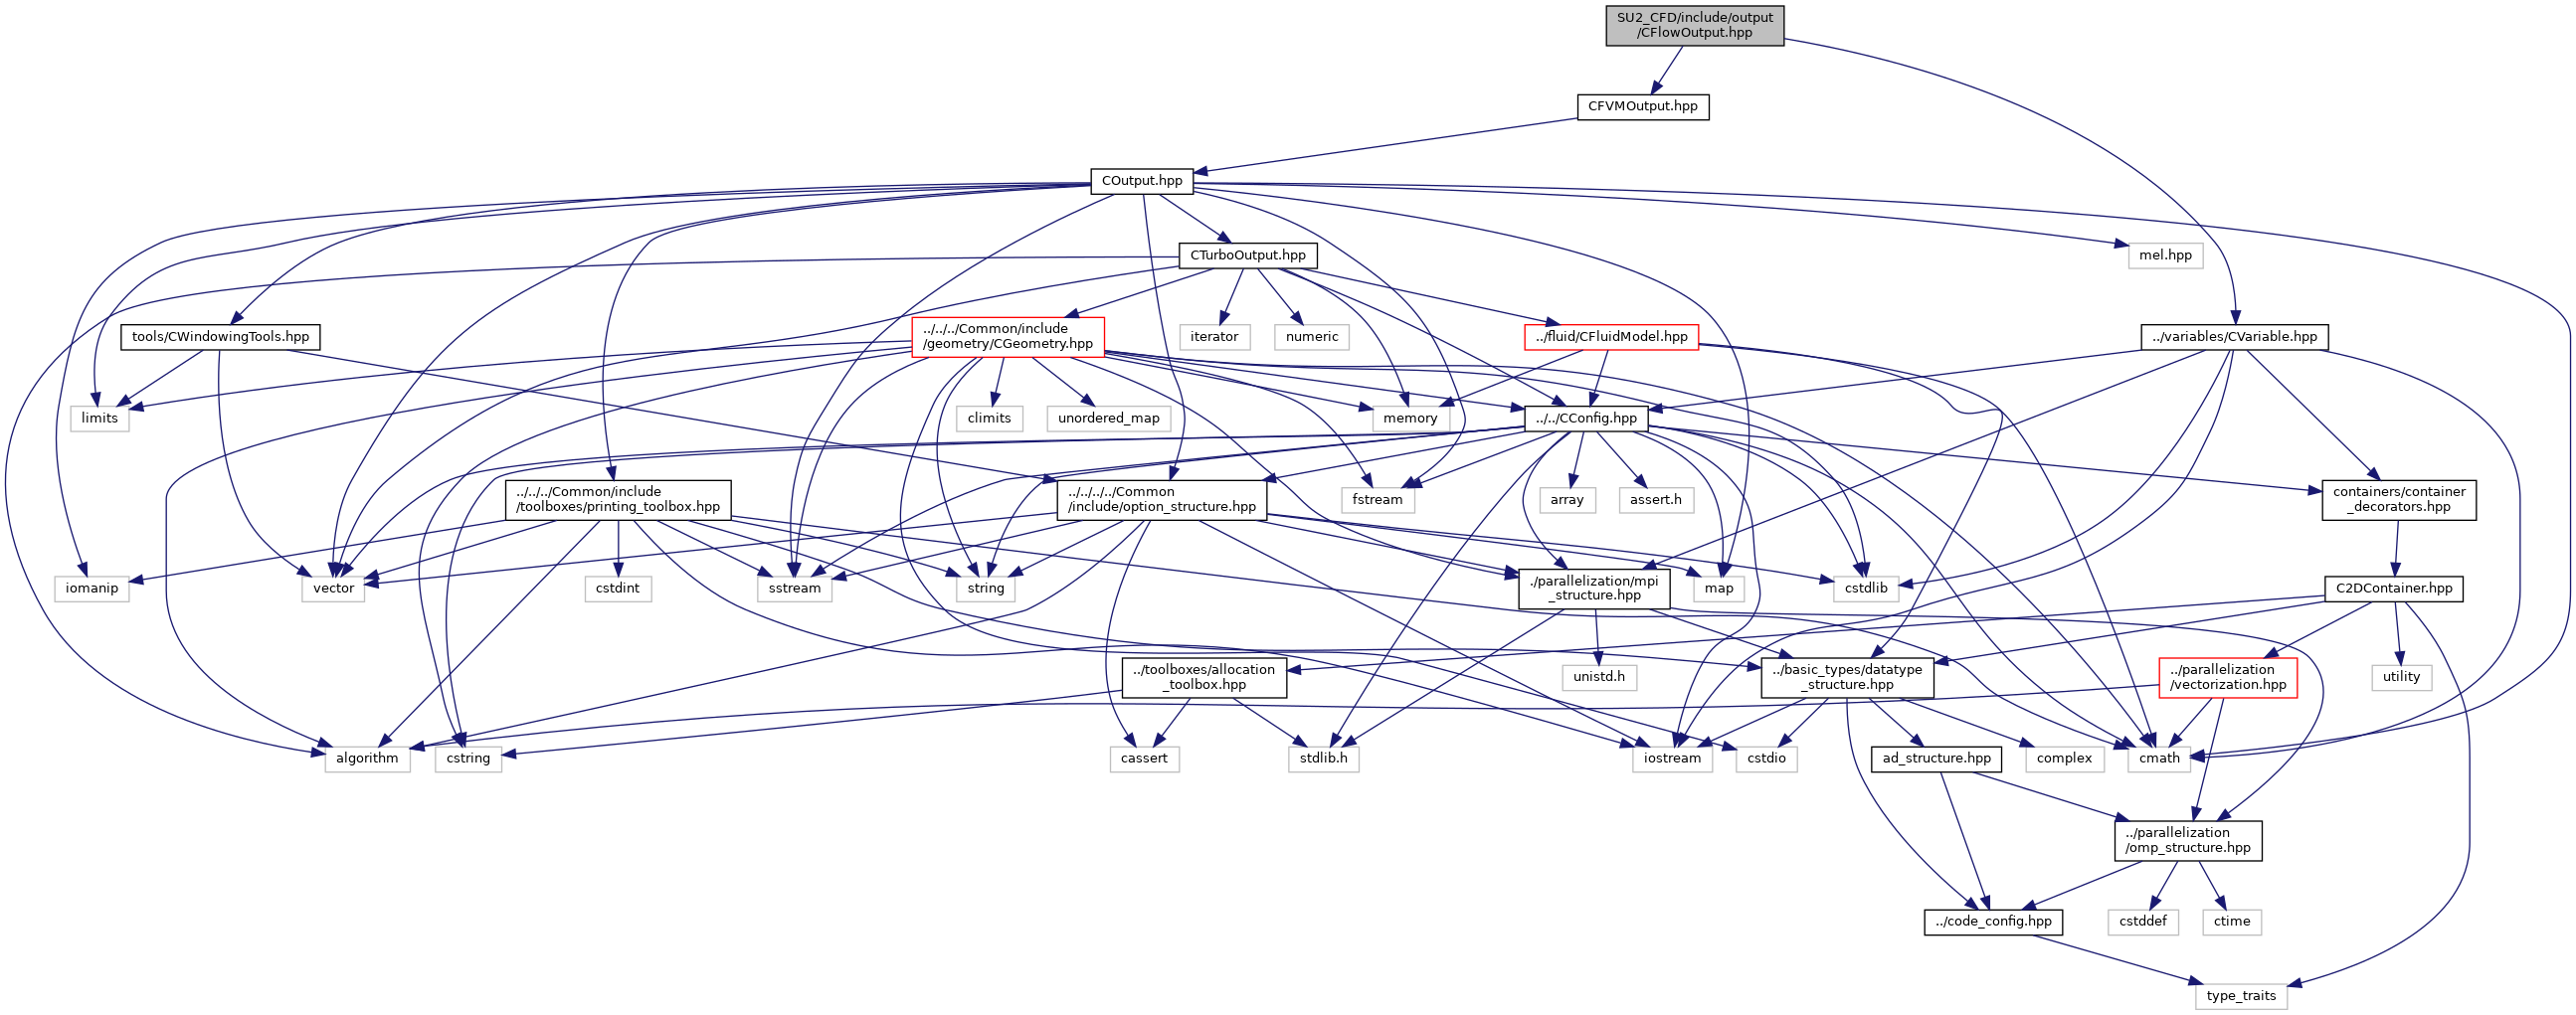 SU2_CFD/include/output
/CFlowOutput.hpp
CFVMOutput.hpp
COutput.hpp
CTurboOutput.hpp
mel.hpp
tools/CWindowingTools.hpp
../../../Common/include
/geometry/CGeometry.hpp
iterator
numeric
../fluid/CFluidModel.hpp
../variables/CVariable.hpp
limits
climits
unordered_map
memory
../../CConfig.hpp
../../../Common/include
/toolboxes/printing_toolbox.hpp
../../../../Common
/include/option_structure.hpp
fstream
array
assert.h
containers/container
_decorators.hpp
iomanip
vector
cstdint
sstream
string
./parallelization/mpi
_structure.hpp
map
cstdlib
C2DContainer.hpp
../toolboxes/allocation
_toolbox.hpp
unistd.h
../basic_types/datatype
_structure.hpp
../parallelization
/vectorization.hpp
utility
algorithm
cstring
cassert
stdlib.h
iostream
cstdio
ad_structure.hpp
complex
cmath
../parallelization
/omp_structure.hpp
../code_config.hpp
cstddef
ctime
type_traits